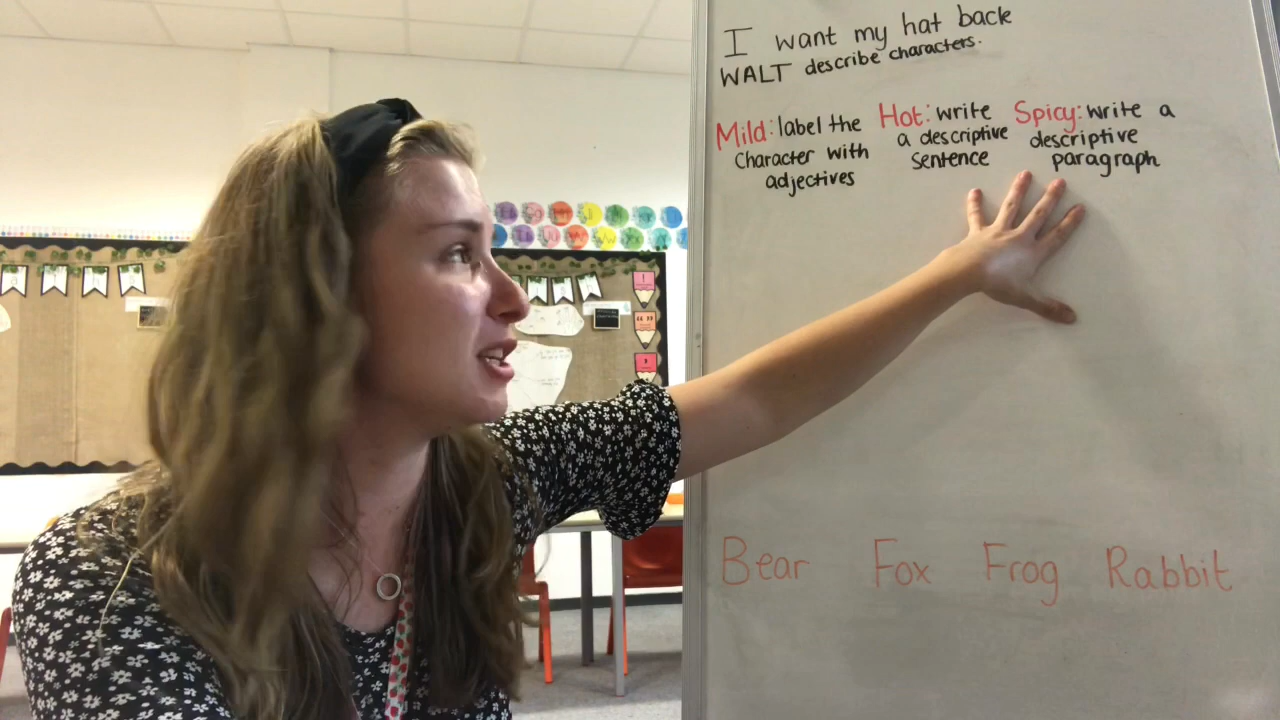 I want my hat back
WALT describe characters.
Mild: label the
character with
adjectives
Hot: write
a descriptive
sentence
Spicy: write a
descriptive
paragraph
Bear Fox Frog Rabbit